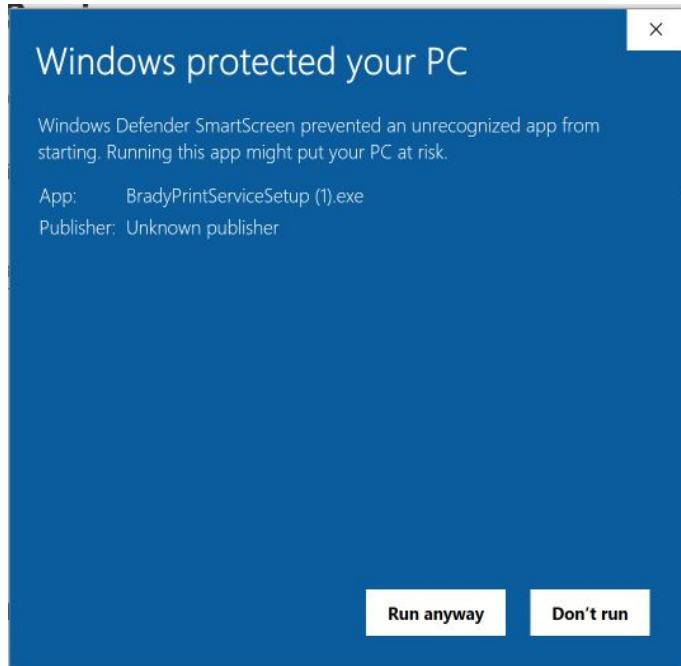 Windows protected your PC
Windows Defender SmartScreen prevented an unrecognized app from
starting. Running this app might put your PC at risk.
App: BradyPrintServiceSetup (1).exe
Publisher: Unknown publisher
Run anyway Don't run